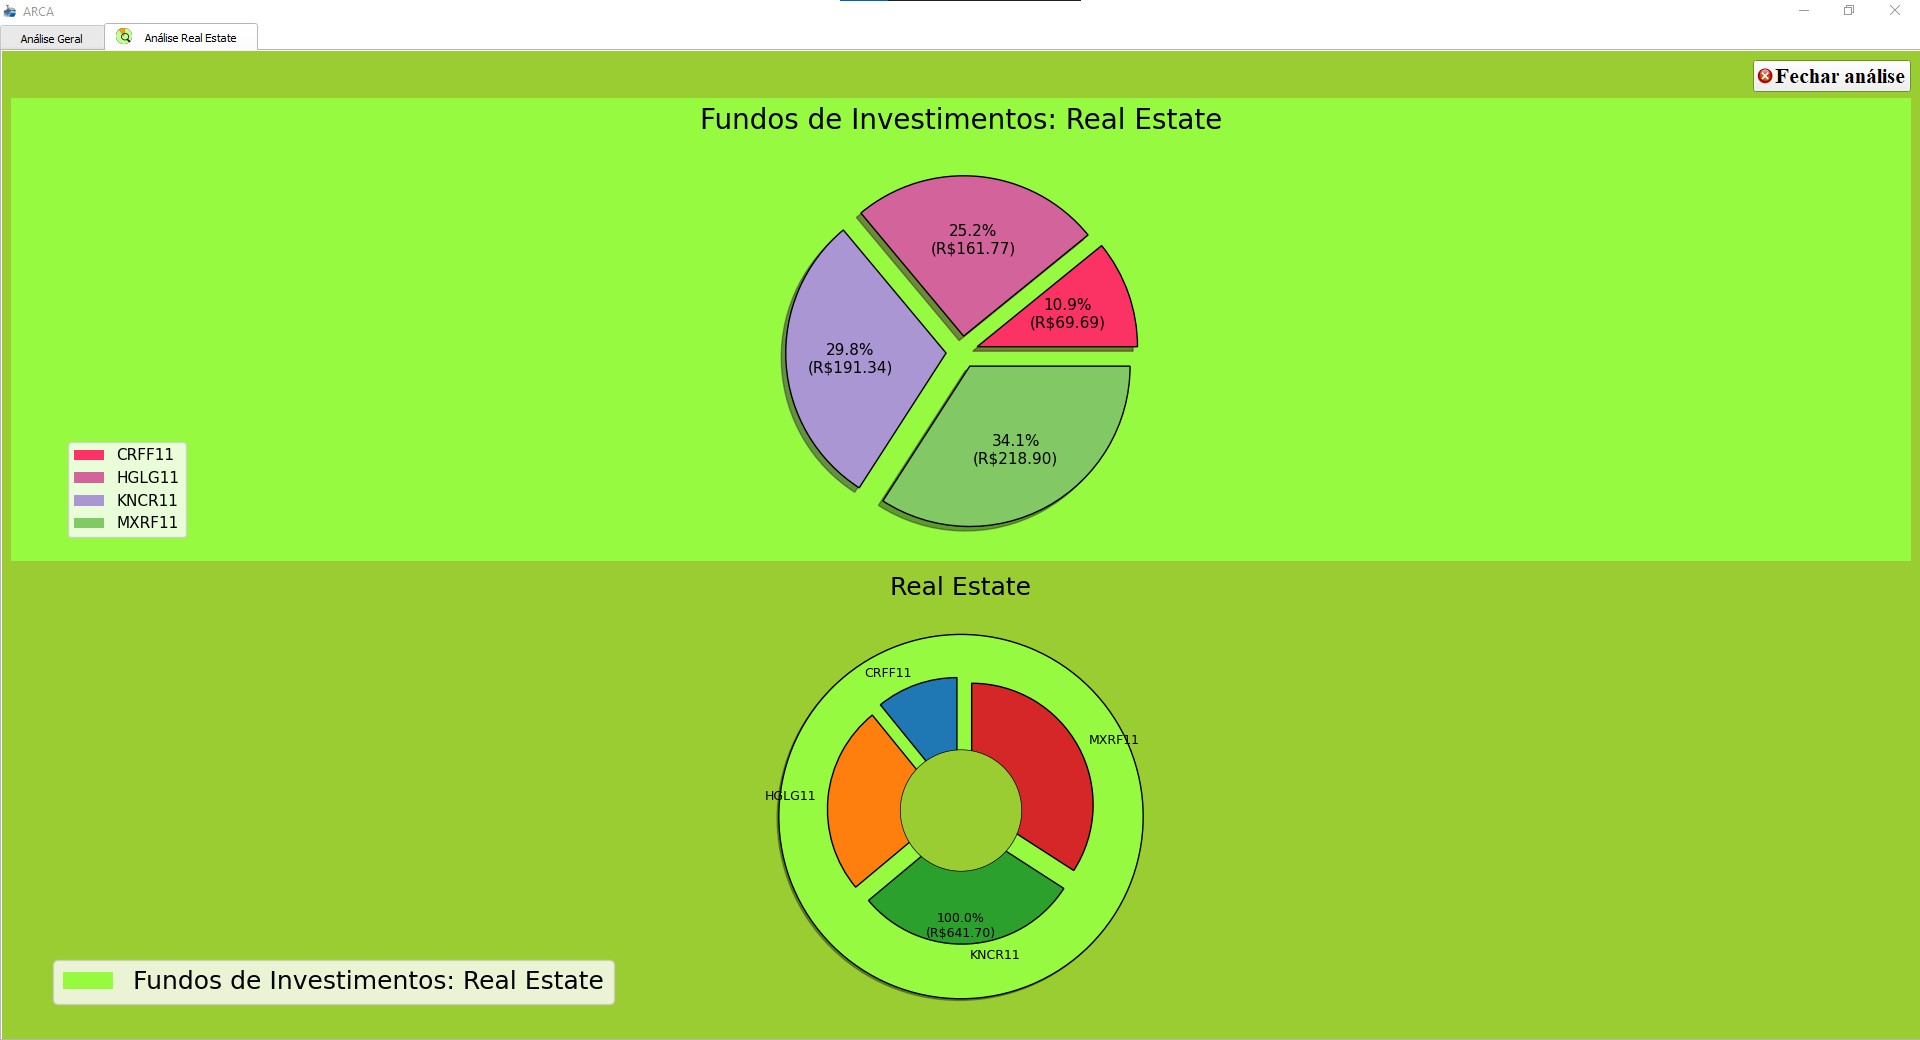 ARCA
Análise Geral
Análise Real Estate
Fechar análise
Fundos de Investimentos: Real Estate
25.2%
(R$161.77)
10.9%
(R$69.69)
29.8%
(R$191.34)
34.1%
(R$218.90)
CRFF11
HGLG11
KNCR11
MXRF11
Real Estate
CRFF11
MXRF11
HGLG11
100.0%
(R$641.70)
KNCR11
Fundos de Investimentos: Real Estate